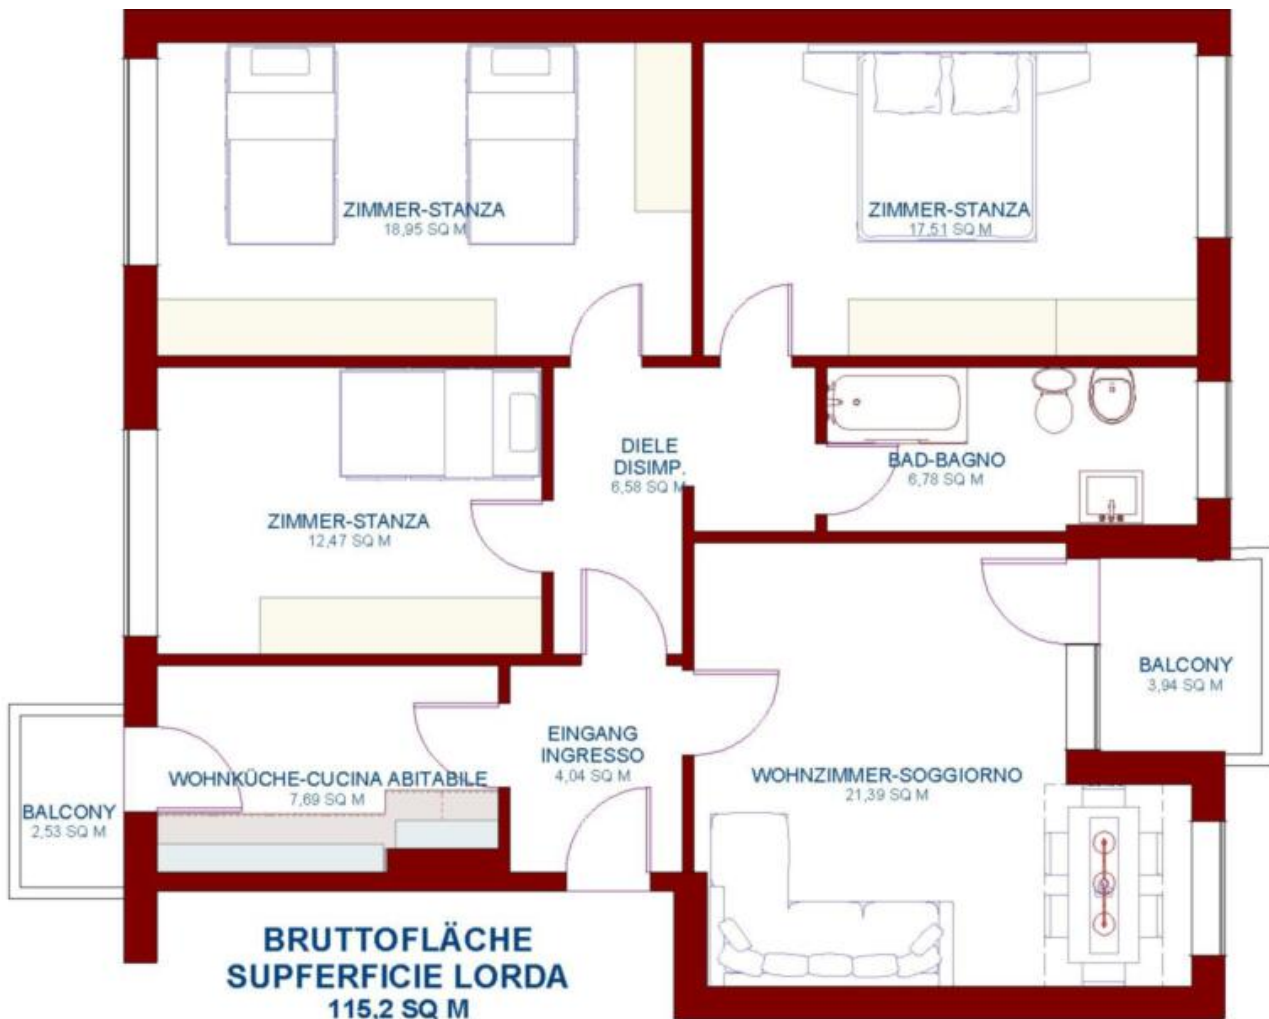 ZIMMER-STANZA
18,95 SQ M
ZIMMER-STANZA
17,51 SQ M
DIELE
DISIMP.
6,58 SQ M
BAD-BAGNO
6,78 SQ M
ZIMMER-STANZA
12,47 SQ M
BALCONY
3,94 SQ M
EINGANG
INGRESSO
4,04 SQ M
WOHNKÜCHE-CUCINA ABITABILE
7,69 SQ M
WOHNZIMMER-SOGGIORNO
21,39 SQ M
BALCONY
2,53 SQ M
BRUTTOFLÄCHE
SUPFERFICIE LORDA
115,2 SQ M